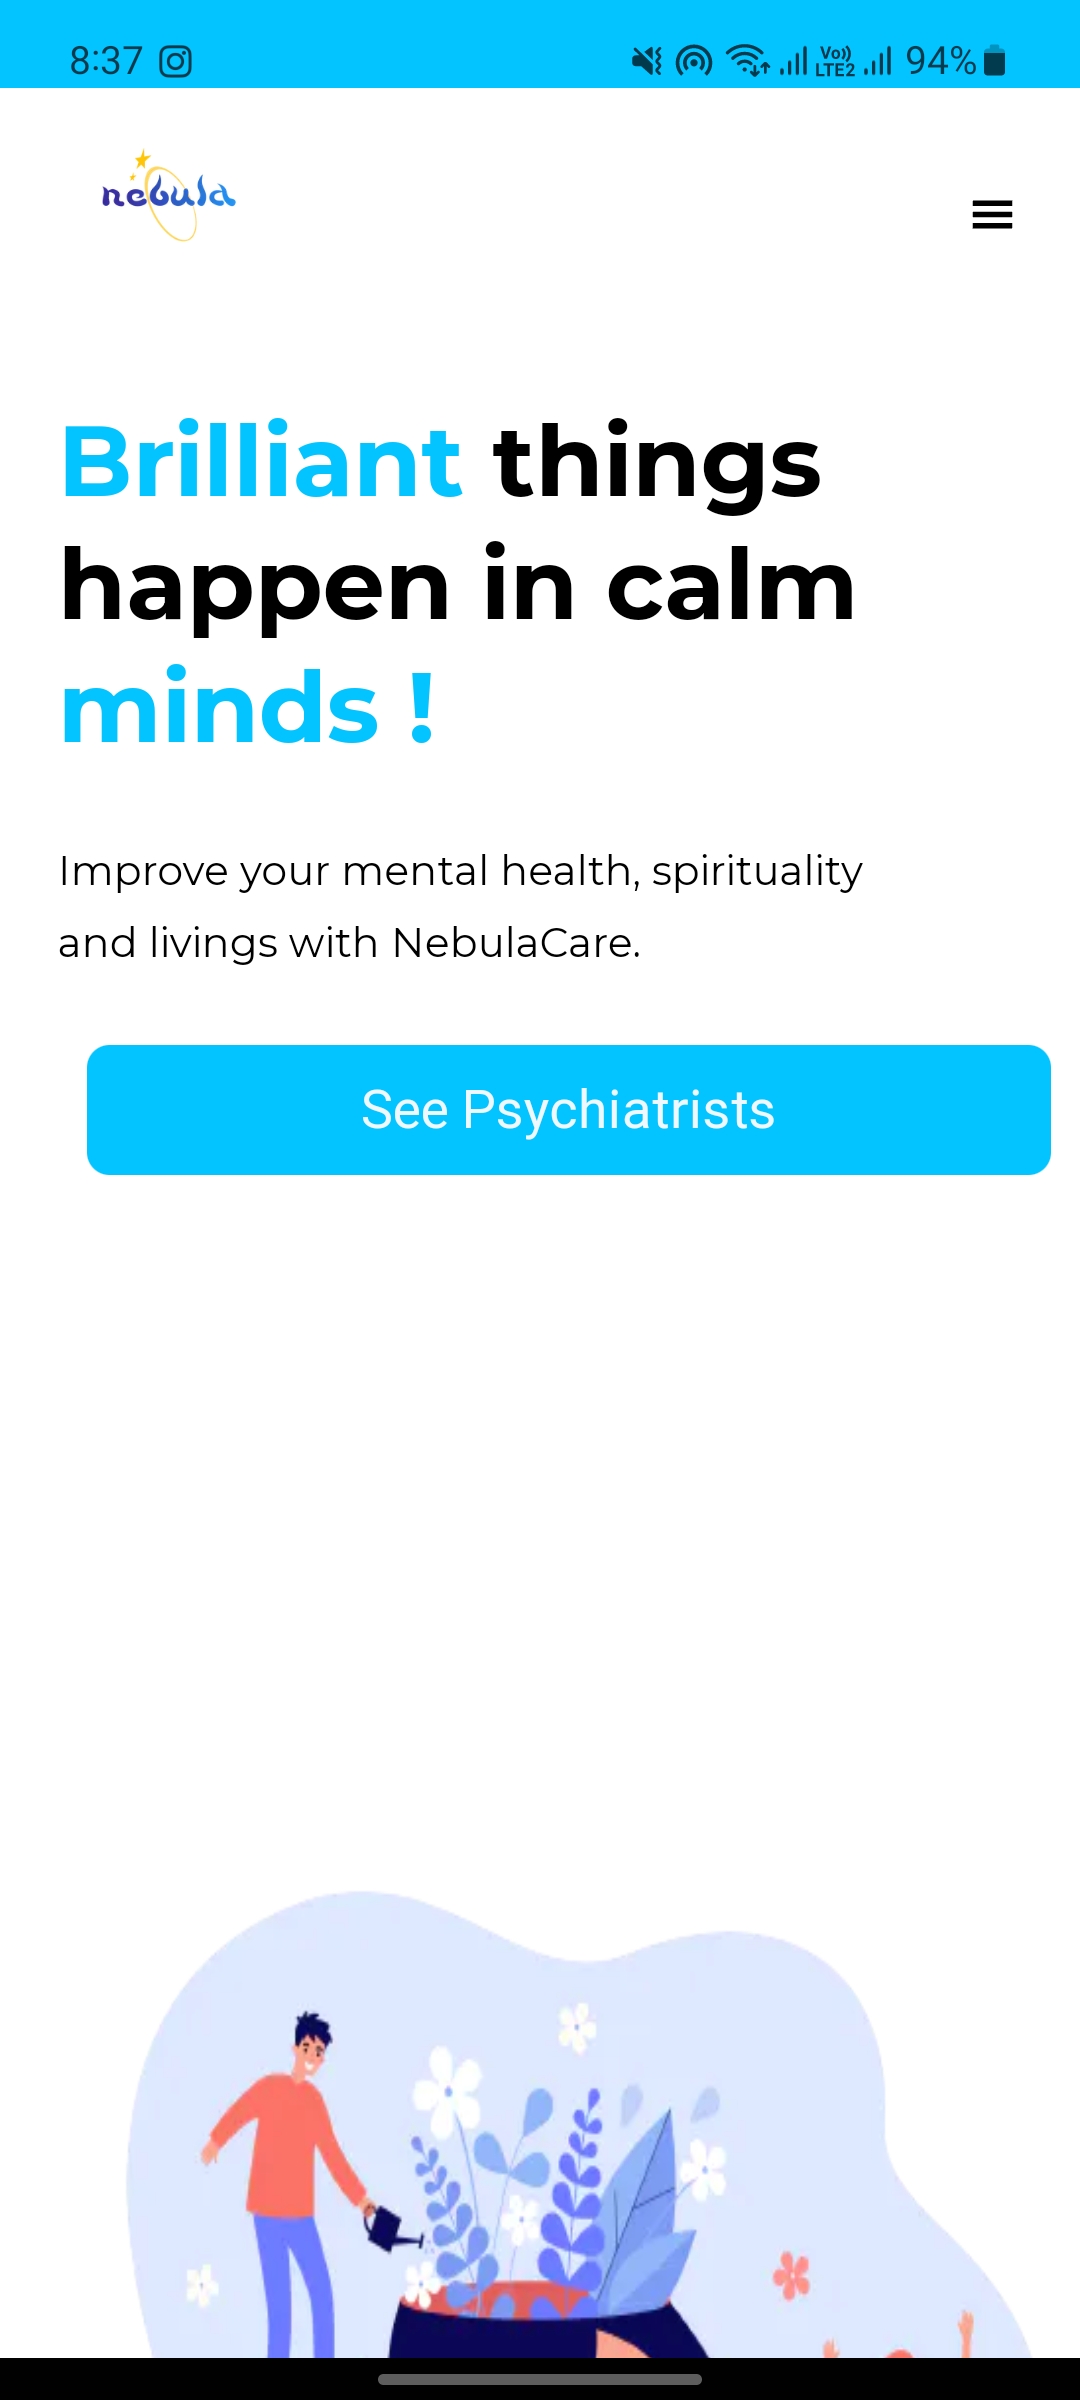 8:37
Vo))
LTE2
94%
nebula
Brilliant things
happen in calm
minds !
Improve your mental health, spirituality
and livings with NebulaCare.
See Psychiatrists